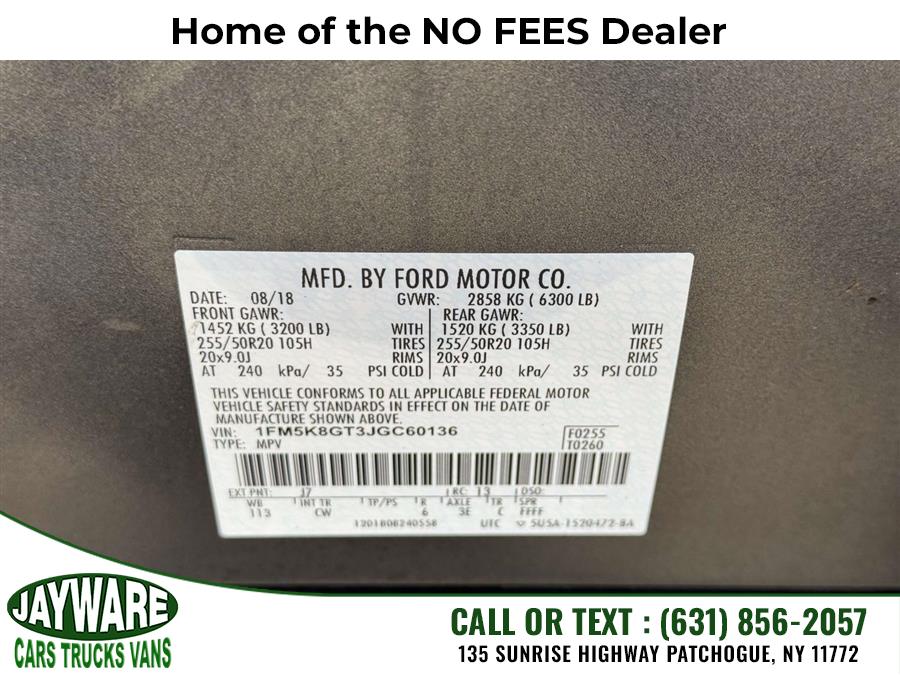 Home of the NO FEES Dealer
MFD. BY FORD MOTOR CO.
DATE: 08/18 GVWR: 2858 KG ( 6300 LB)
FRONT GAWR: REAR GAWR:
1452 KG ( 3200 LB) WITH 1520 KG ( 3350 LB) WITH
255/50R20 105H TIRES 255/50R20 105H TIRES
20x9.0J RIMS 20x9.0J RIMS
AT 240 kPa/ 35 PSI COLD AT 240 kPa/ 35 PSI COLD
THIS VEHICLE CONFORMS TO ALL APPLICABLE FEDERAL MOTOR
VEHICLE SAFETY STANDARDS IN EFFECT ON THE DATE OF
MANUFACTURE SHOWN ABOVE.
VIN: 1FM5K8GT3JGC60136 F0255
TYPE: MPV T0260
EXT PNT: J7 RC: 13 DSO:
WB INT TR TP/PS R AXLE TR SPR
113 CW 6 3E C FFFF
UTC
JAYWARE
CARS TRUCKS VANS
CALL OR TEXT : (631) 856-2057
135 SUNRISE HIGHWAY PATCHOGUE, NY 11772